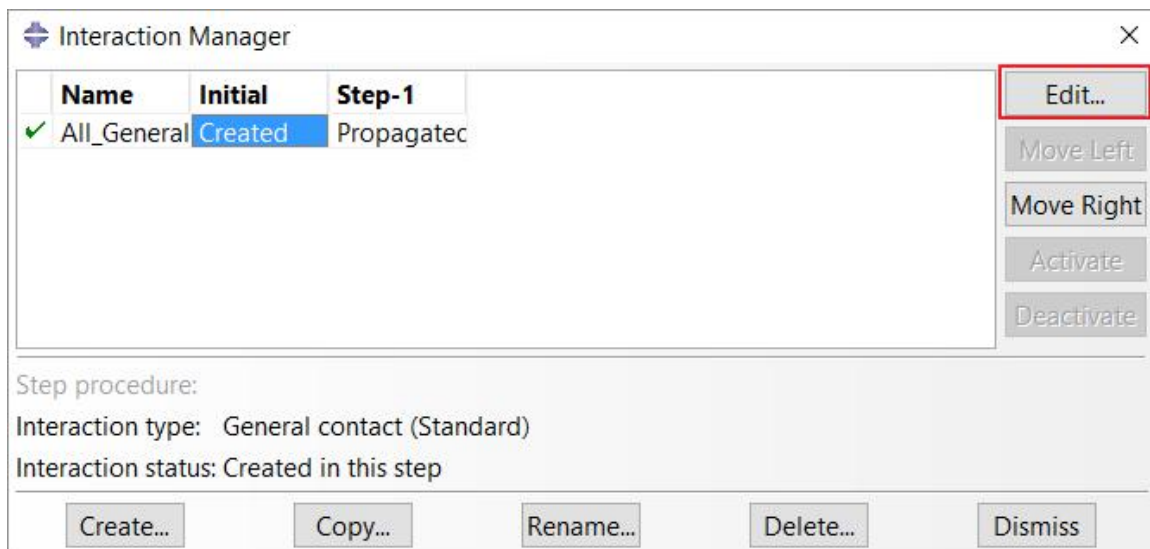 Interaction Manager
Name Initial Step-1
All_General Created Propagatec
Edit...
Move Left
Move Right
Activate
Deactivate
Step procedure:
Interaction type: General contact (Standard)
Interaction status: Created in this step
Create... Copy... Rename... Delete... Dismiss